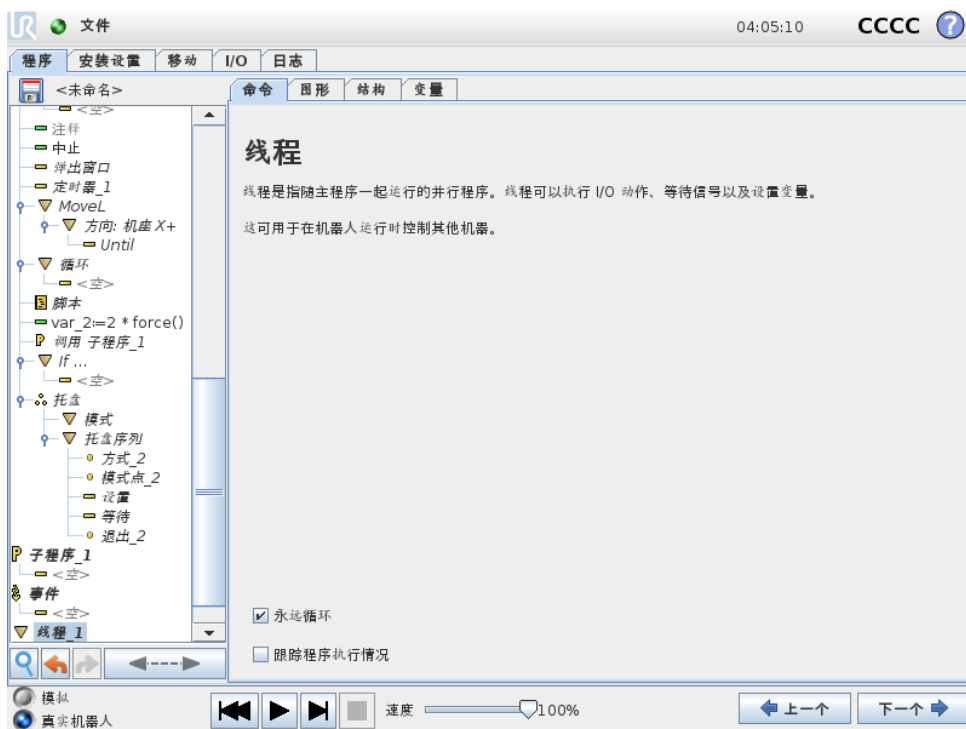 UR 文件 04:05:10 CCCC ?
程序 安装设置 移动 I/O 日志
<未命名> 命令 图形 结构 变量
<空>
注释
中止
弹出窗口
定时器_1
MoveL
方向: 机座 X+
Until
循环
<空>
脚本
var_2:=2 * force()
调用 子程序_1
If ...
<空>
托盘
模式
托盘序列
方式_2
模式点_2
设置
等待
退出_2
子程序_1
<空>
事件
<空>
线程_1
线程
线程是指随主程序一起运行的并行程序。线程可以执行 I/O 动作、等待信号以及设置变量。
这可用于在机器人运行时控制其他机器。
永远循环
跟踪程序执行情况
模拟
真实机器人
速度 100%
上一个 下一个